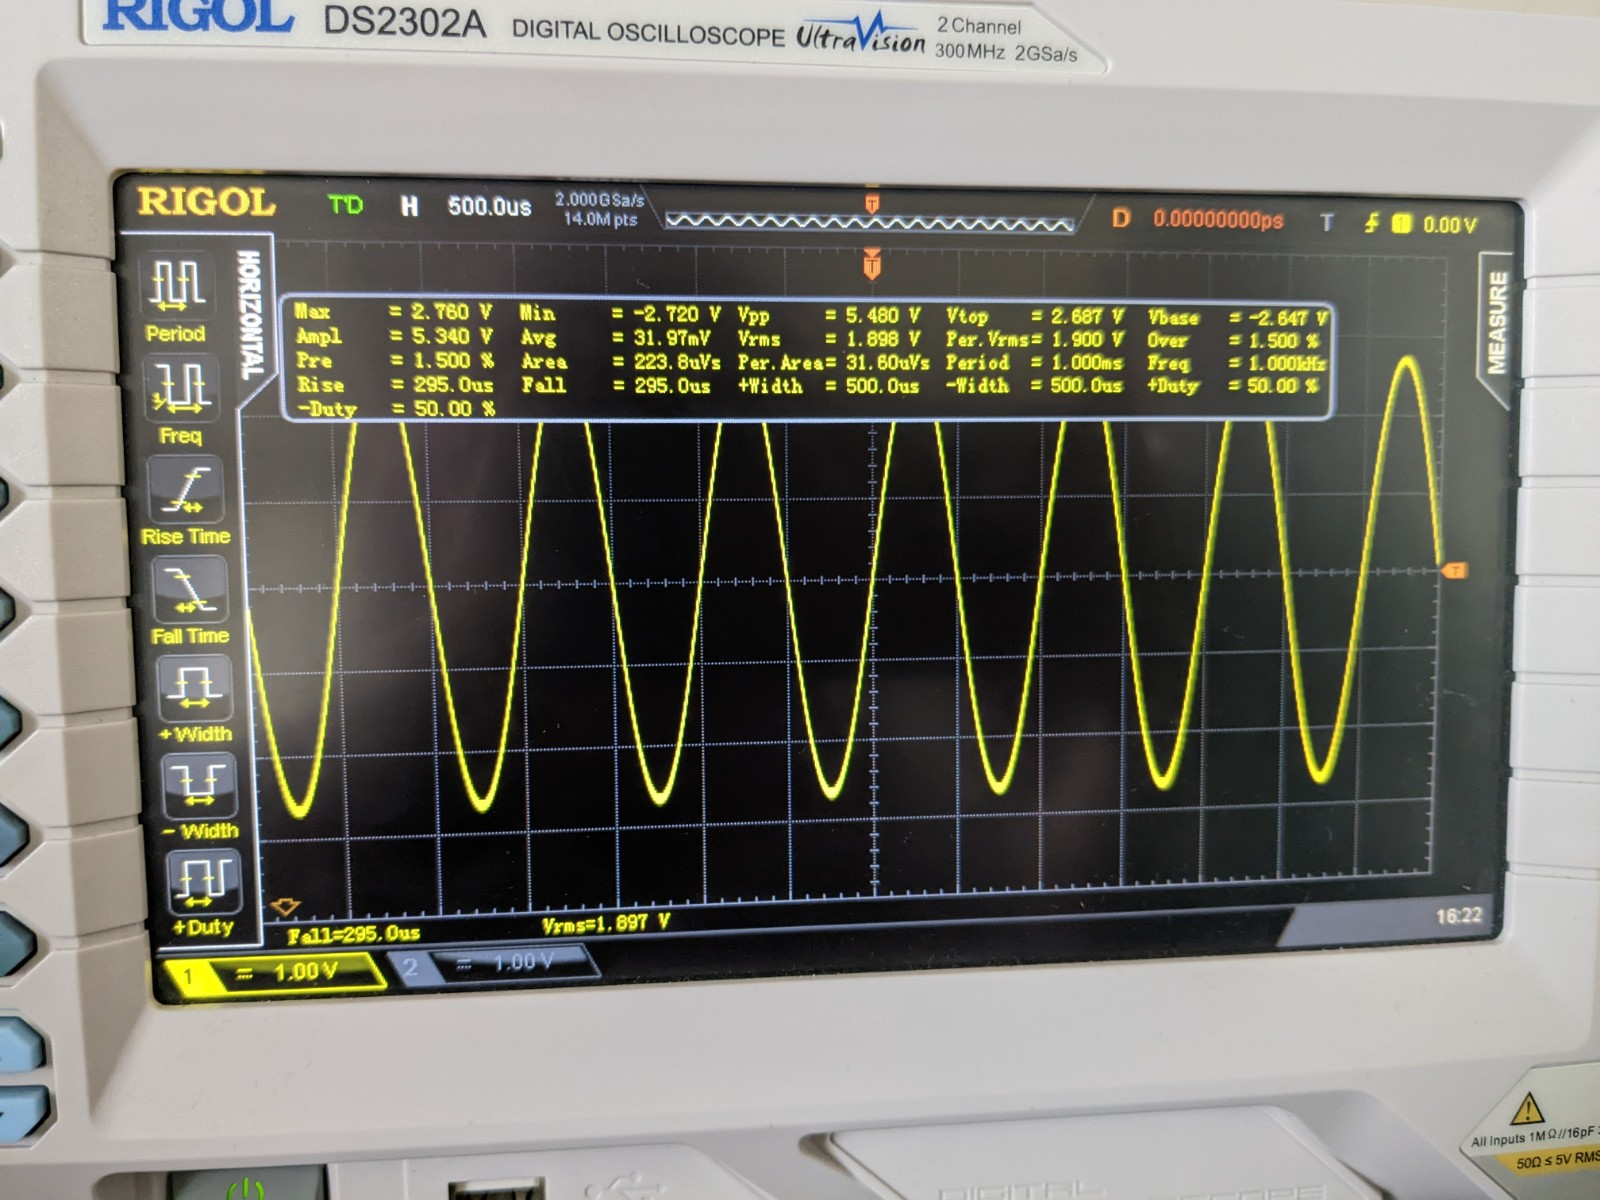 RIGOL DS2302A DIGITAL OSCILLOSCOPE UltraVision 2 Channel
300MHz 2GSa/s
RIGOL T'D H 500.0us 2.000GSa/s
14.0M pts
T
D 0.00000000ps T 1 0.00 V
HORIZONTAL
T
MEASURE
Max = 2.760 V Min = -2.720 V Vpp = 5.480 V Vtop = 2.687 V Vbase = -2.647 V
Ampl = 5.340 V Avg = 31.97mV Vrms = 1.898 V Per.Vrms= 1.900 V Over = 1.500 %
Pre = 1.500 % Area = 223.8uVs Per.Area= 31.60uVs Period = 1.000ms Freq = 1.000kHz
Rise = 295.0us Fall = 295.0us +Width = 500.0us -Width = 500.0us +Duty = 50.00 %
-Duty = 50.00 %
Period
Freq
Rise Time
Fall Time
+Width
- Width
+Duty
T
Fall=295.0us Vrms=1.897 V
16:22
1 1.00 V 2 1.00 V
All Inputs 1MΩ//16pF
50Ω ≤ 5V RMS